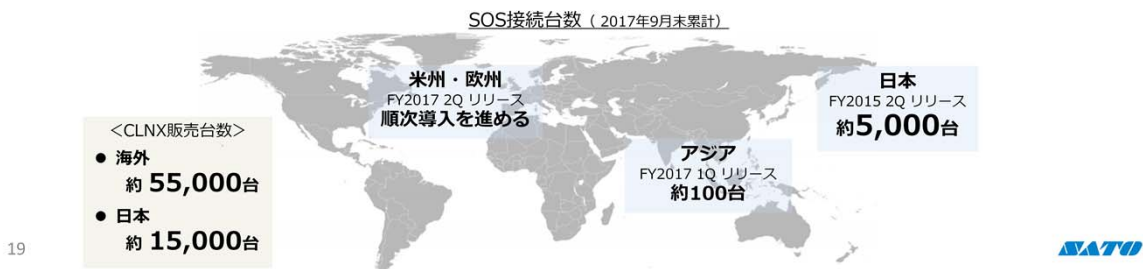 SOS接続台数（2017年9月末累計）
米州・欧州
FY2017 2Q リリース
順次導入を進める
日本
FY2015 2Q リリース
約5,000台
アジア
FY2017 1Q リリース
約100台
＜CLNX販売台数＞
● 海外
約 55,000台
● 日本
約 15,000台
19
SATO